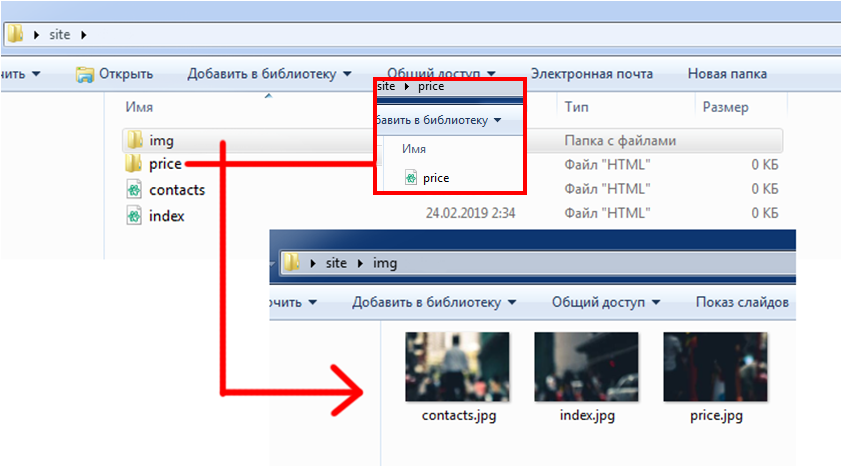 site
чить Открыть Добавить в библиотеку Общий доступ Электронная почта Новая папка
Имя Тип Размер
img Папка с файлами
price Файл "HTML" 0 КБ
contacts Файл "HTML" 0 КБ
index 24.02.2019 2:34 Файл "HTML" 0 КБ
site price
бавить в библиотеку
Имя
price
site img
очить Добавить в библиотеку Общий доступ Показ слайдов
contacts.jpg index.jpg price.jpg